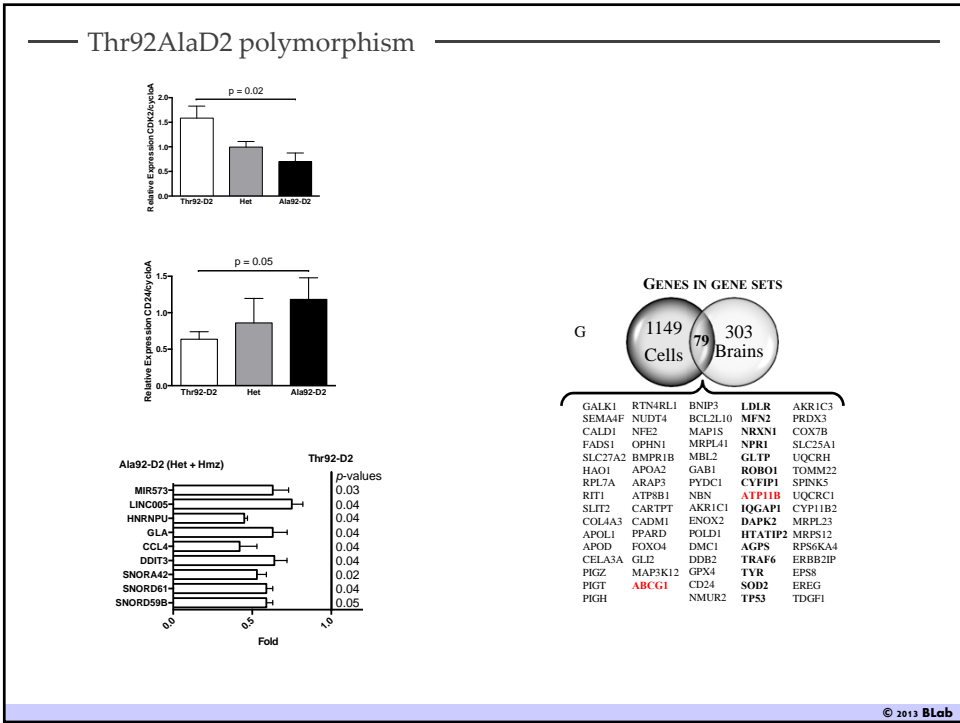 Thr92AlaD2 polymorphism
Relative Expression CDK2/cycloA
p = 0.02
2.0
1.5
1.0
0.5
0.0
Thr92-D2 Het Ala92-D2
Relative Expression CD24/cycloA
p = 0.05
1.5
1.0
0.5
0.0
Thr92-D2 Het Ala92-D2
Ala92-D2 (Het + Hmz) Thr92-D2
p-values
MIR573 0.03
LINC005 0.04
HNRNPU 0.04
GLA 0.04
CCL4 0.04
DDIT3 0.04
SNORA42 0.02
SNORD61 0.04
SNORD59B 0.05
0.0 0.5 1.0
Fold
GENES IN GENE SETS
G
1149 Cells
79
303 Brains
GALK1 RTN4RL1 BNIP3 LDLR AKR1C3
SEMA4F NUDT4 BCL2L10 MFN2 PRDX3
CALD1 NFE2 MAP1S NRXN1 COX7B
FADS1 OPHN1 MRPL41 NPR1 SLC25A1
SLC27A2 BMPR1B MBL2 GLTP UQCRH
HAO1 APOA2 GAB1 ROBO1 TOMM22
RPL7A ARAP3 PYDC1 CYFIP1 SPINK5
RIT1 ATP8B1 NBN ATP11B UQCRC1
SLIT2 CARTPT AKR1C1 IQGAP1 CYP11B2
COL4A3 CADM1 ENOX2 DAPK2 MRPL23
APOL1 PPARD POLD1 HTATIP2 MRPS12
APOD FOXO4 DMC1 AGPS RPS6KA4
CELA3A GLI2 DDB2 TRAF6 ERBB2IP
PIGZ MAP3K12 GPX4 TYR EPS8
PIGT ABCG1 CD24 SOD2 EREG
PIGH NMUR2 TP53 TDGF1
© 2013 BLab